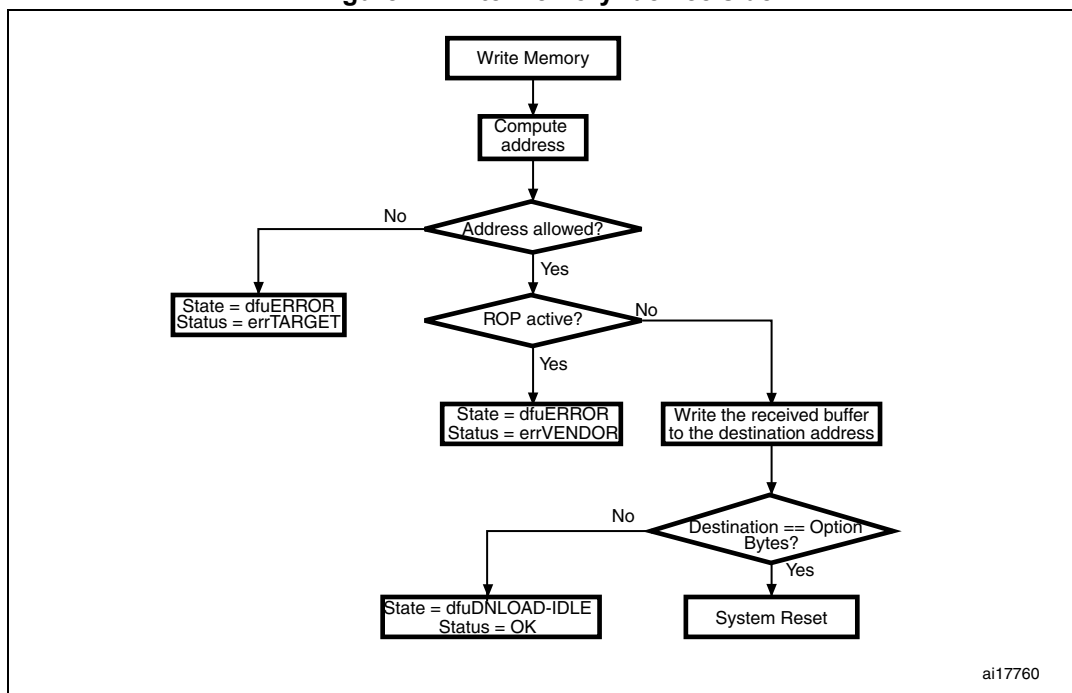 Write Memory
Compute
address
No
Address allowed?
Yes
State = dfuERROR
Status = errTARGET
ROP active?
No
Yes
State = dfuERROR
Status = errVENDOR
Write the received buffer
to the destination address
No
Destination == Option
Bytes?
Yes
State = dfuDNLOAD-IDLE
Status = OK
System Reset
ai17760